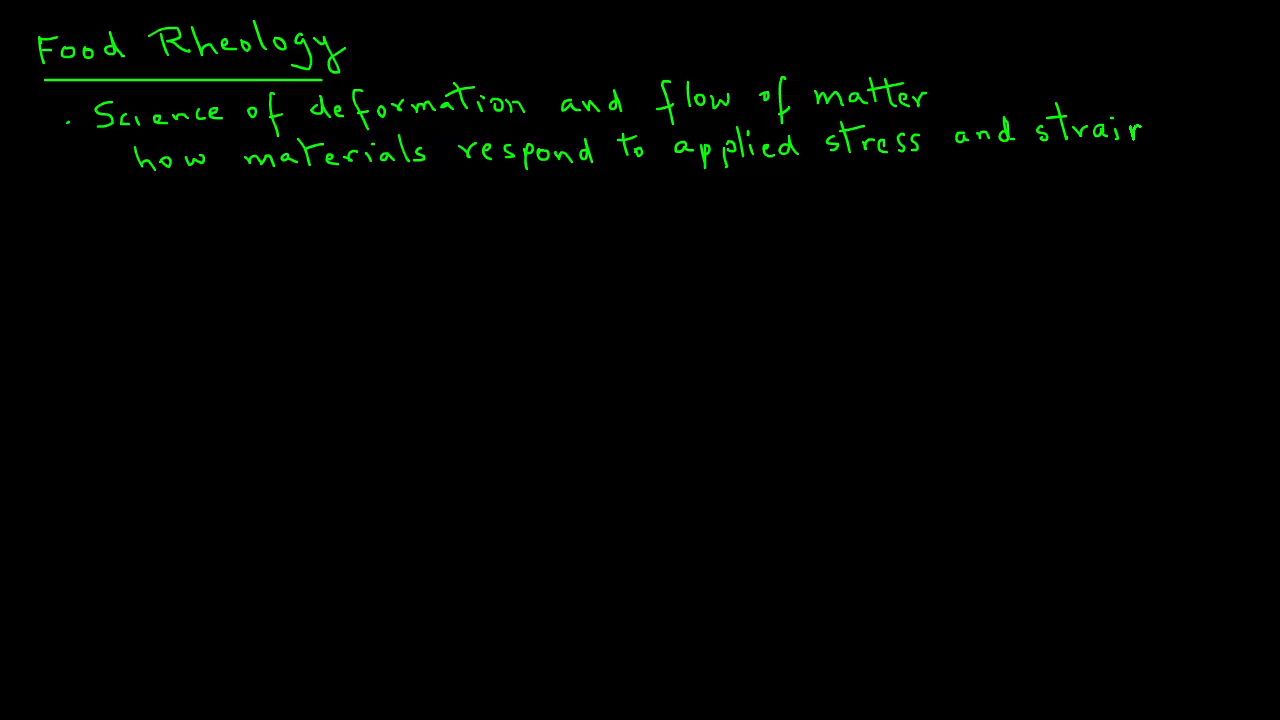 Food Rheology
. Science of deformation and flow of matter
how materials respond to applied stress and strair